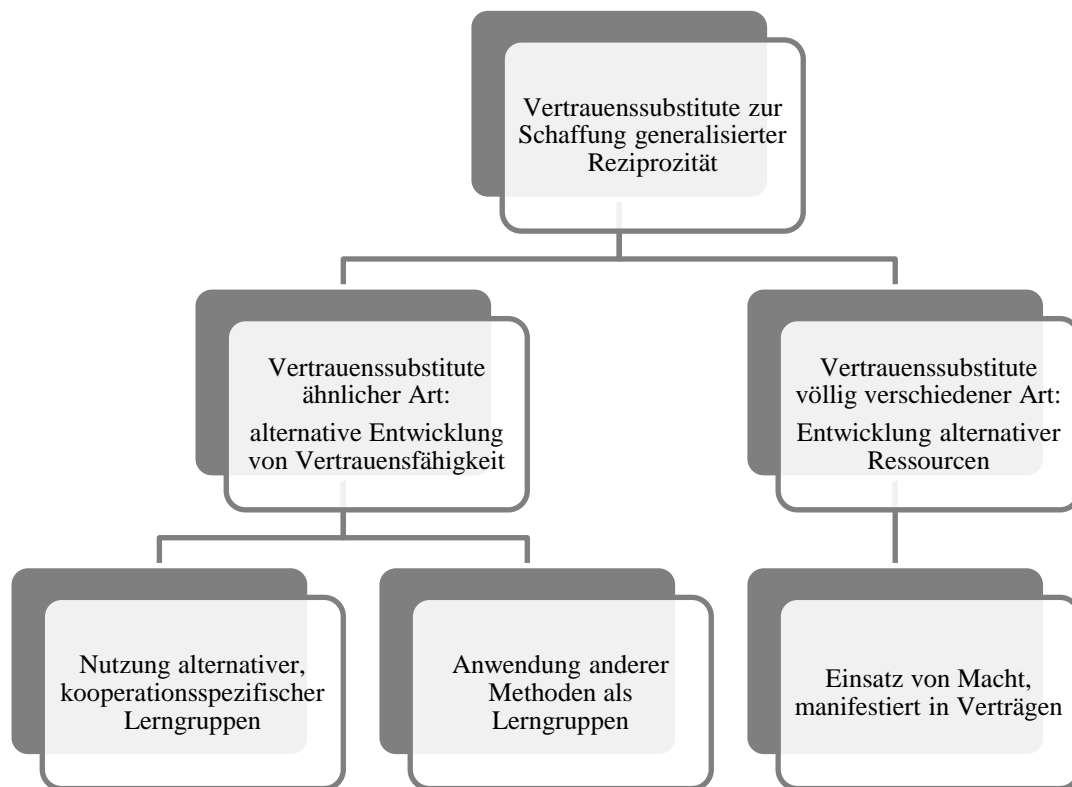 Vertrauenssubstitute zur
Schaffung generalisierter
Reziprozität
Vertrauenssubstitute
ähnlicher Art:
alternative Entwicklung
von Vertrauensfähigkeit
Vertrauenssubstitute
völlig verschiedener Art:
Entwicklung alternativer
Ressourcen
Nutzung alternativer,
kooperationsspezifischer
Lerngruppen
Anwendung anderer
Methoden als
Lerngruppen
Einsatz von Macht,
manifestiert in Verträgen